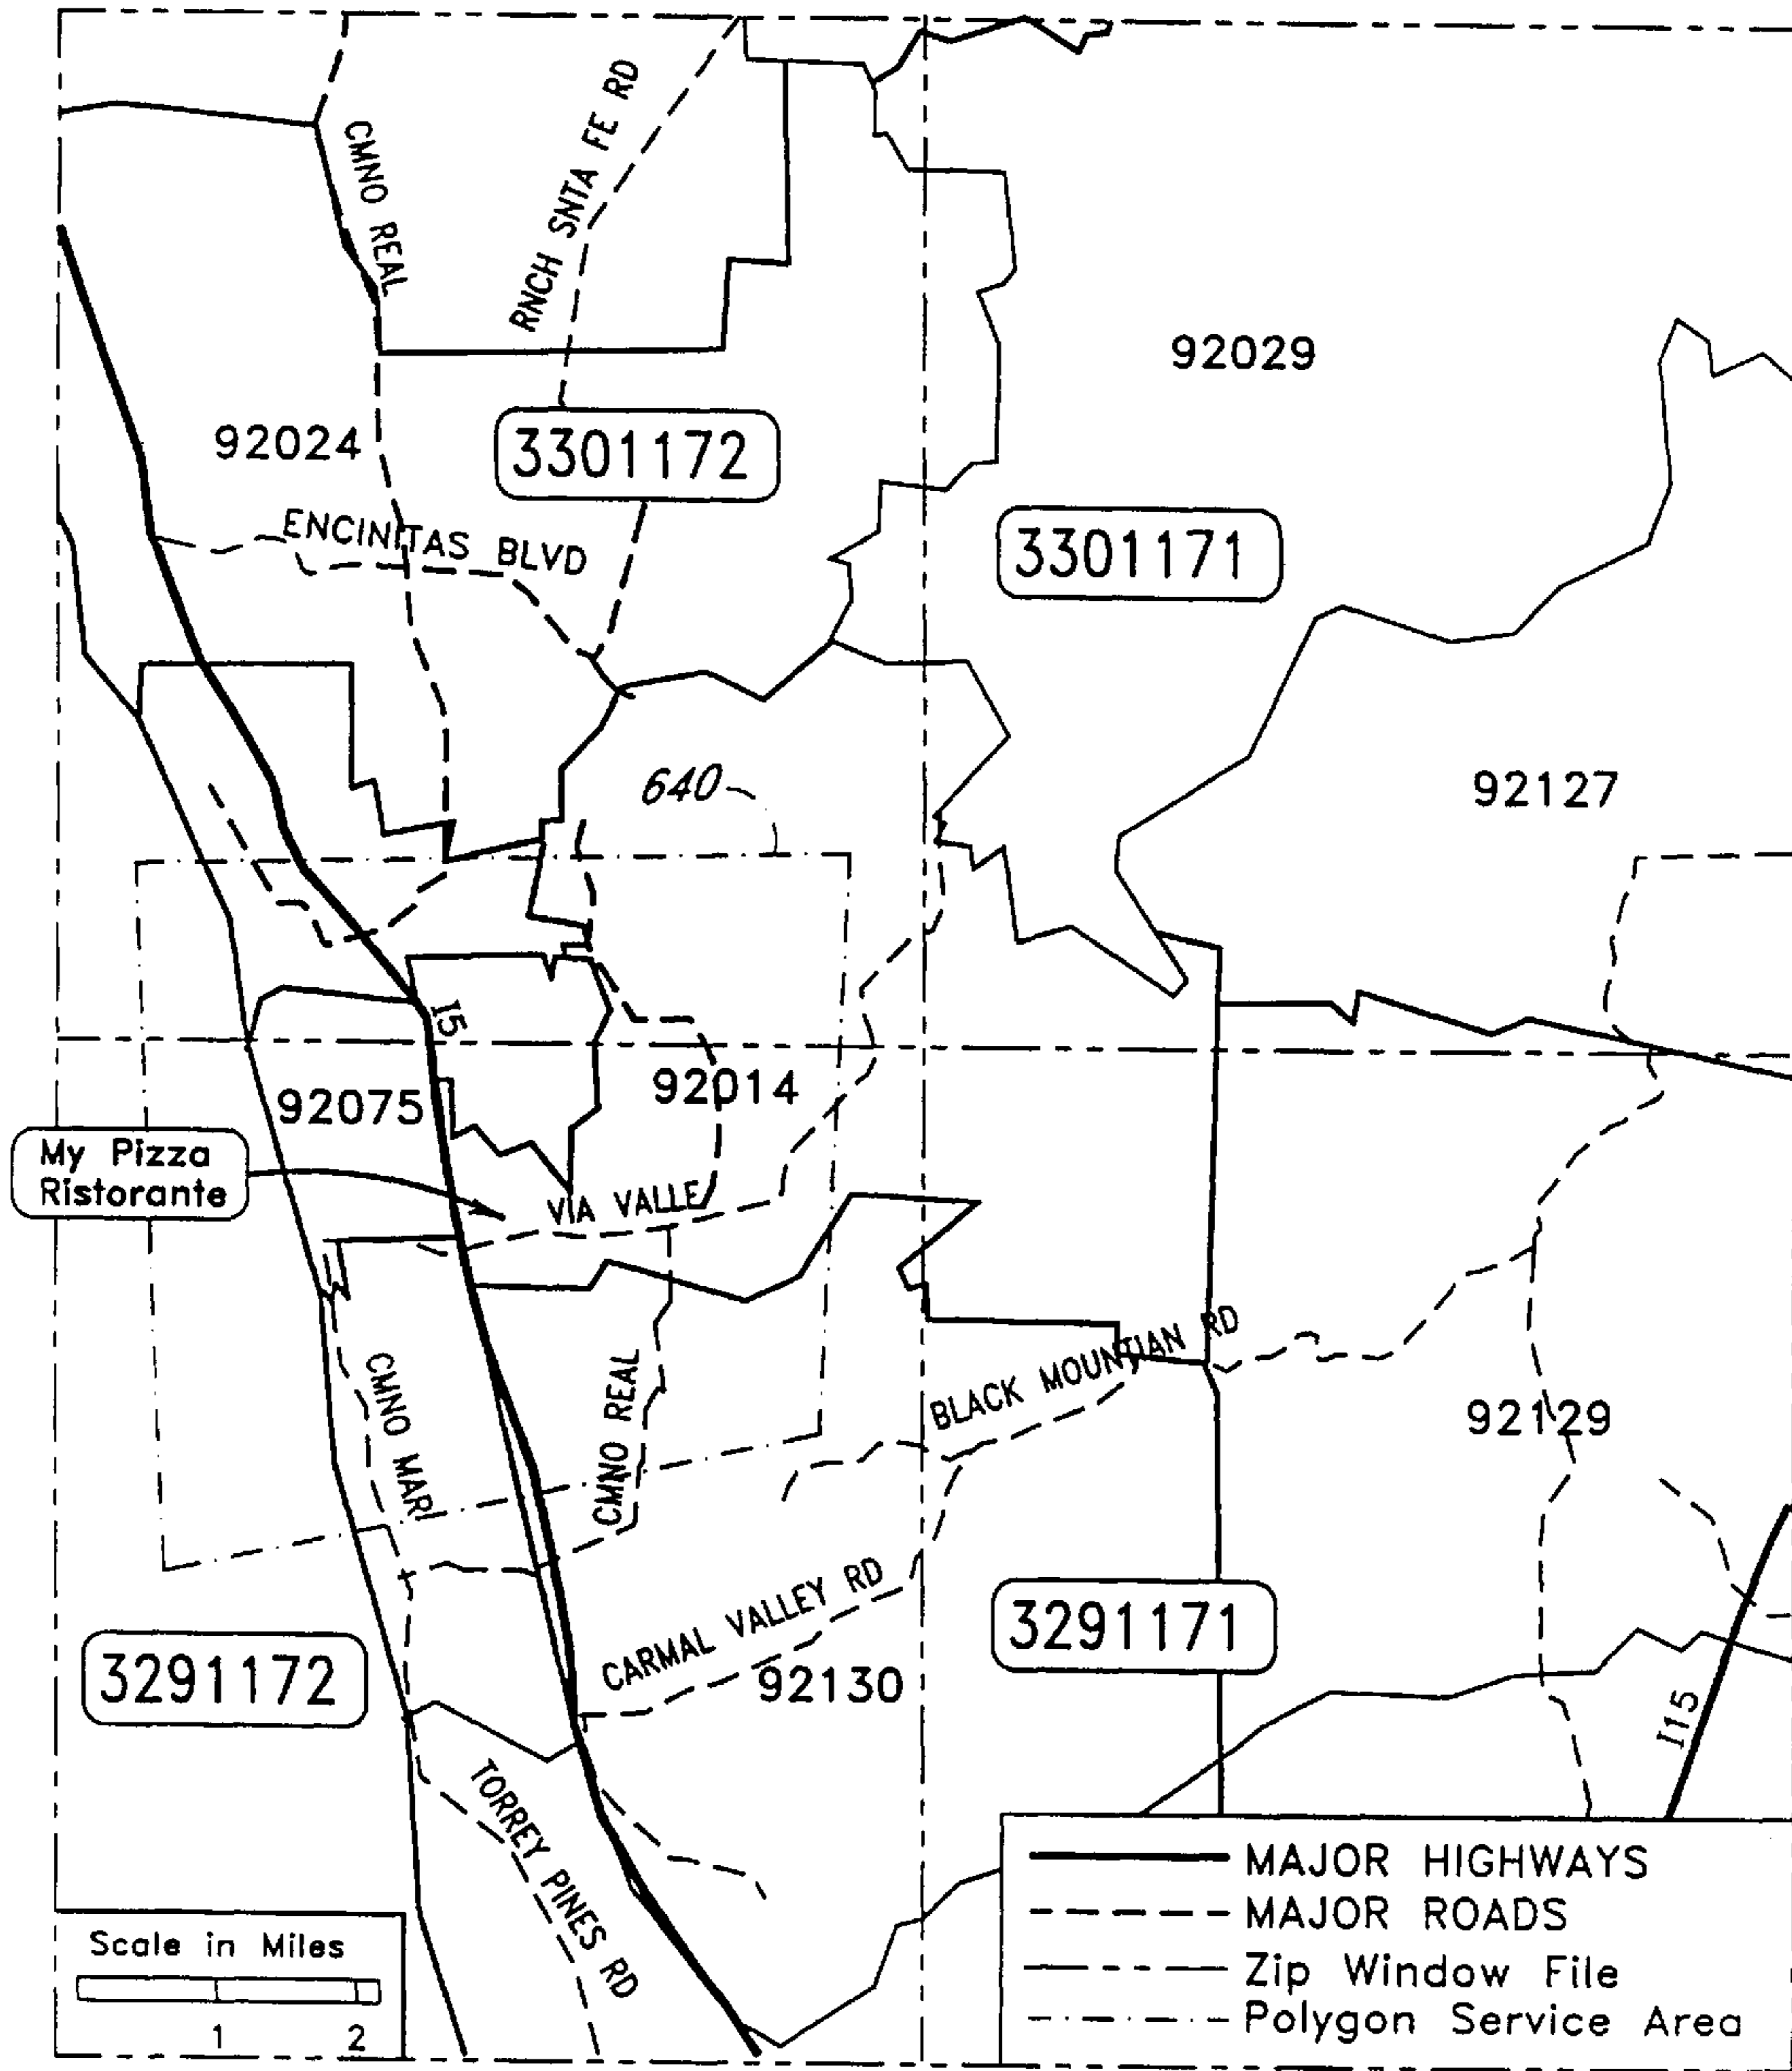 CMNO REAL
RNCH SNTA FE RD
92029
92024
3301172
ENCINITAS BLVD
3301171
640
92127
I5
92075
92014
My Pizza
Ristorante
VIA VALLE
CMNO MARI
CMNO REAL
BLACK MOUNTIAN RD
92129
CARMAL VALLEY RD
3291171
3291172
92130
I15
TORREY PINES RD
MAJOR HIGHWAYS
MAJOR ROADS
Zip Window File
Polygon Service Area
Scale in Miles
1 2